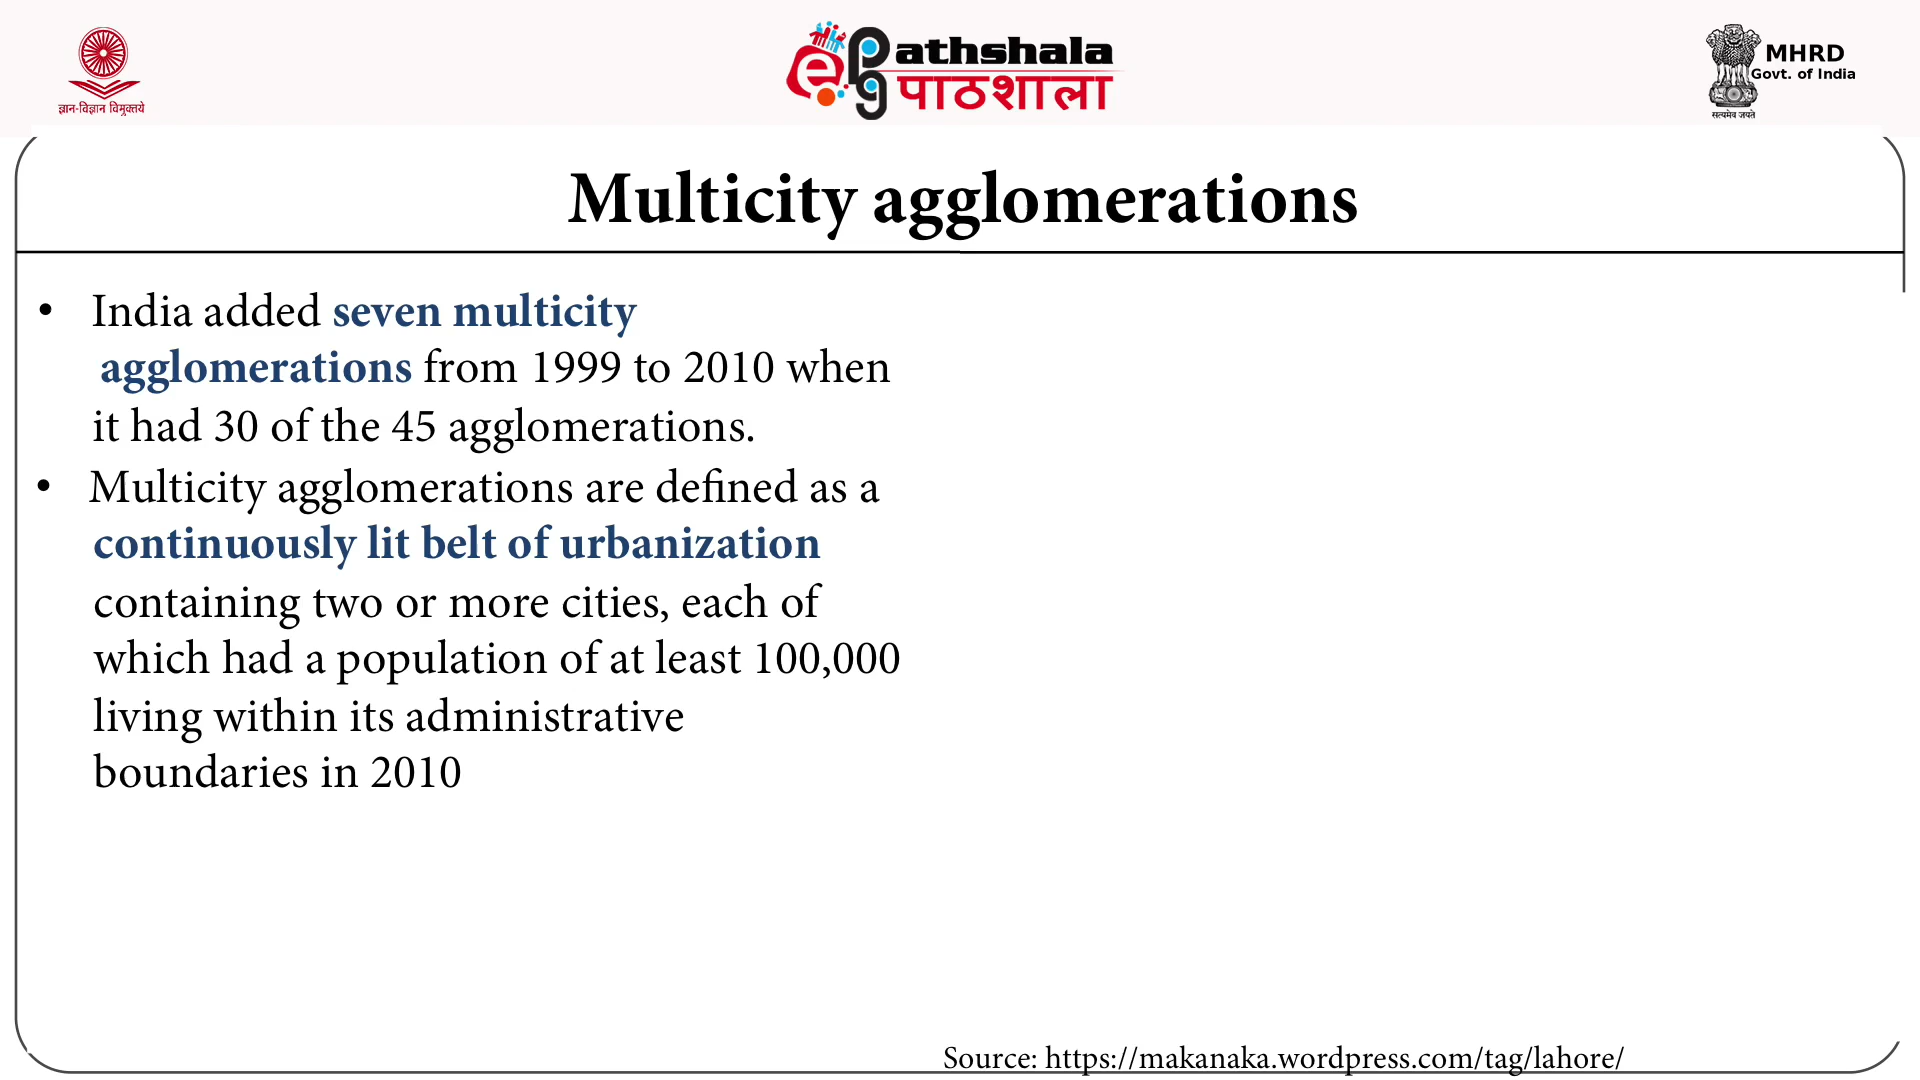 ज्ञान-विज्ञान विमुक्तये
e PG Pathshala
पाठशाला
MHRD
Govt. of India
सत्यमेव जयते
Multicity agglomerations
• India added seven multicity
agglomerations from 1999 to 2010 when
it had 30 of the 45 agglomerations.
• Multicity agglomerations are defined as a
continuously lit belt of urbanization
containing two or more cities, each of
which had a population of at least 100,000
living within its administrative
boundaries in 2010
Source: https://makanaka.wordpress.com/tag/lahore/